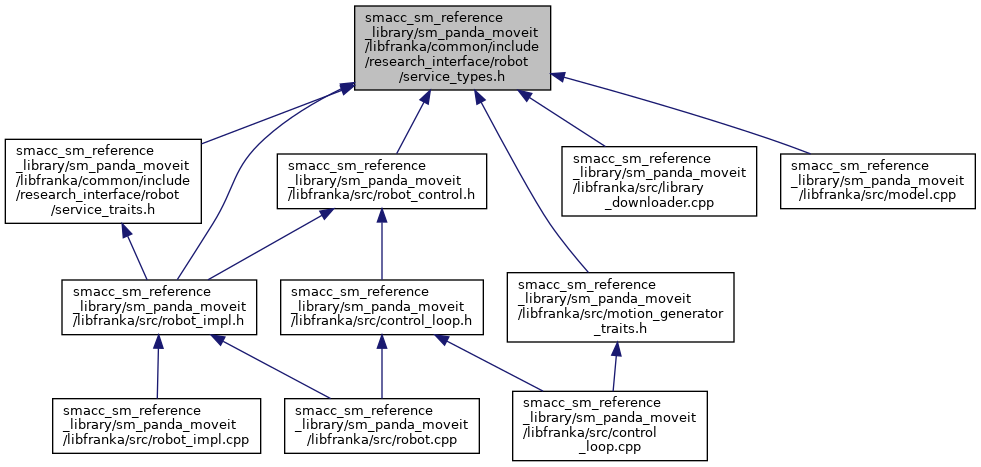 smacc_sm_reference
_library/sm_panda_moveit
/libfranka/common/include
/research_interface/robot
/service_types.h
smacc_sm_reference
_library/sm_panda_moveit
/libfranka/common/include
/research_interface/robot
/service_traits.h
smacc_sm_reference
_library/sm_panda_moveit
/libfranka/src/robot_control.h
smacc_sm_reference
_library/sm_panda_moveit
/libfranka/src/library
_downloader.cpp
smacc_sm_reference
_library/sm_panda_moveit
/libfranka/src/model.cpp
smacc_sm_reference
_library/sm_panda_moveit
/libfranka/src/robot_impl.h
smacc_sm_reference
_library/sm_panda_moveit
/libfranka/src/control_loop.h
smacc_sm_reference
_library/sm_panda_moveit
/libfranka/src/motion_generator
_traits.h
smacc_sm_reference
_library/sm_panda_moveit
/libfranka/src/robot_impl.cpp
smacc_sm_reference
_library/sm_panda_moveit
/libfranka/src/robot.cpp
smacc_sm_reference
_library/sm_panda_moveit
/libfranka/src/control
_loop.cpp